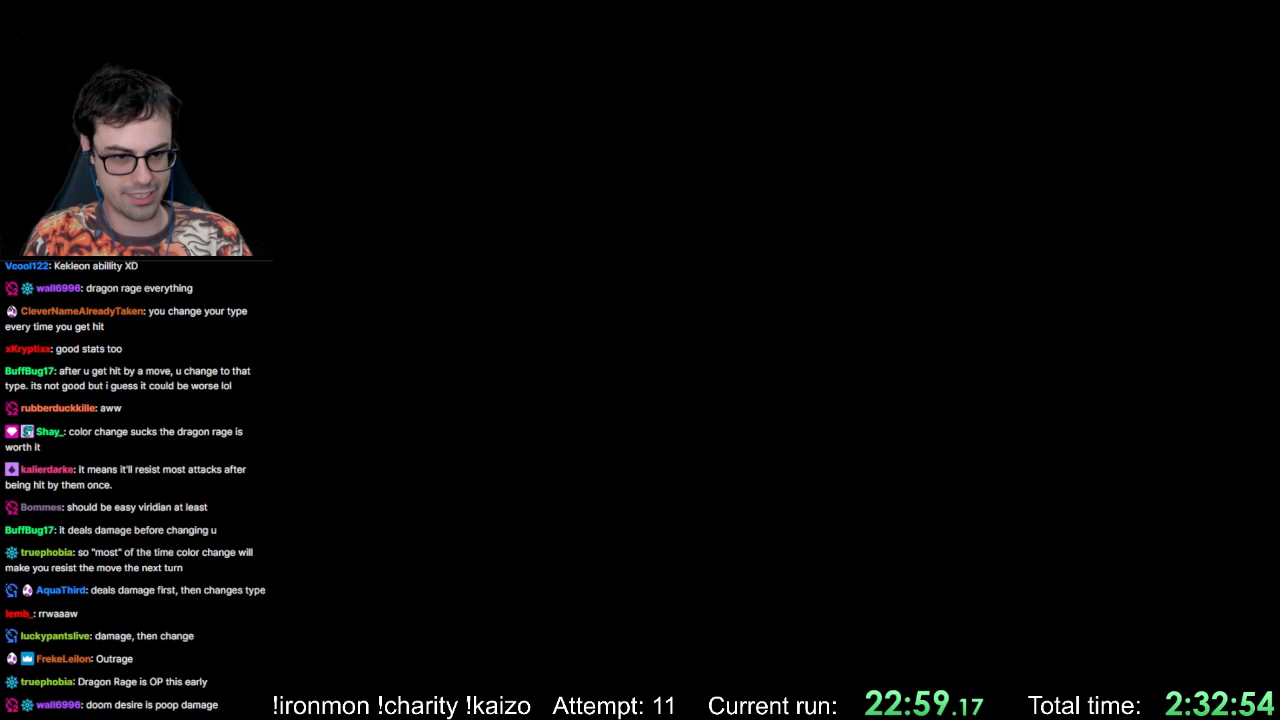 Vcool122: Kekleon abillity XD
wall6996: dragon rage everything
CleverNameAlreadyTaken: you change your type
every time you get hit
xKryptixx: good stats too
BuffBug17: after u get hit by a move, u change to that
type. its not good but i guess it could be worse lol
rubberduckkille: aww
Shay_: color change sucks the dragon rage is
worth it
kalierdarke: it means it'll resist most attacks after
being hit by them once.
Bommes: should be easy viridian at least
BuffBug17: it deals damage before changing u
truephobia: so "most" of the time color change will
make you resist the move the next turn
AquaThird: deals damage first, then changes type
lemb_: rrwaaaw
luckypantslive: damage, then change
FrekeLeilon: Outrage
truephobia: Dragon Rage is OP this early
wall6996: doom desire is poop damage
!ironmon !charity !kaizo Attempt: 11 Current run: 22:59.17 Total time: 2:32:54